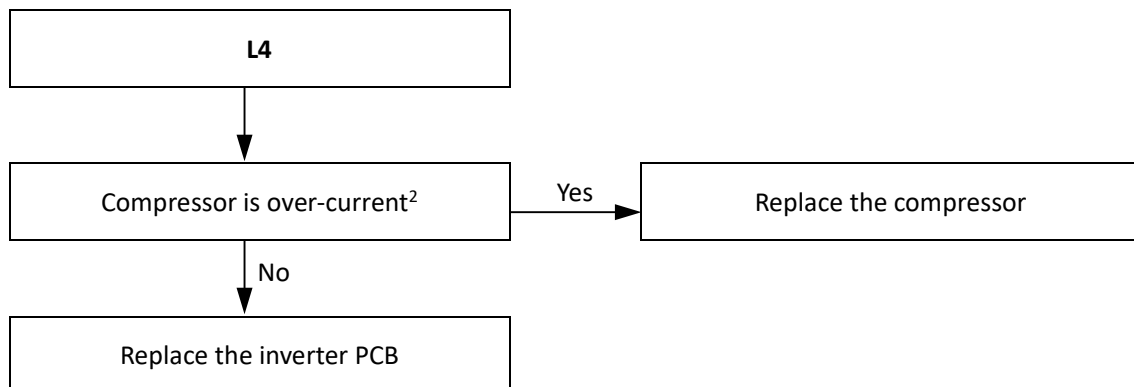 L4
Compressor is over-current²
Yes
Replace the compressor
No
Replace the inverter PCB